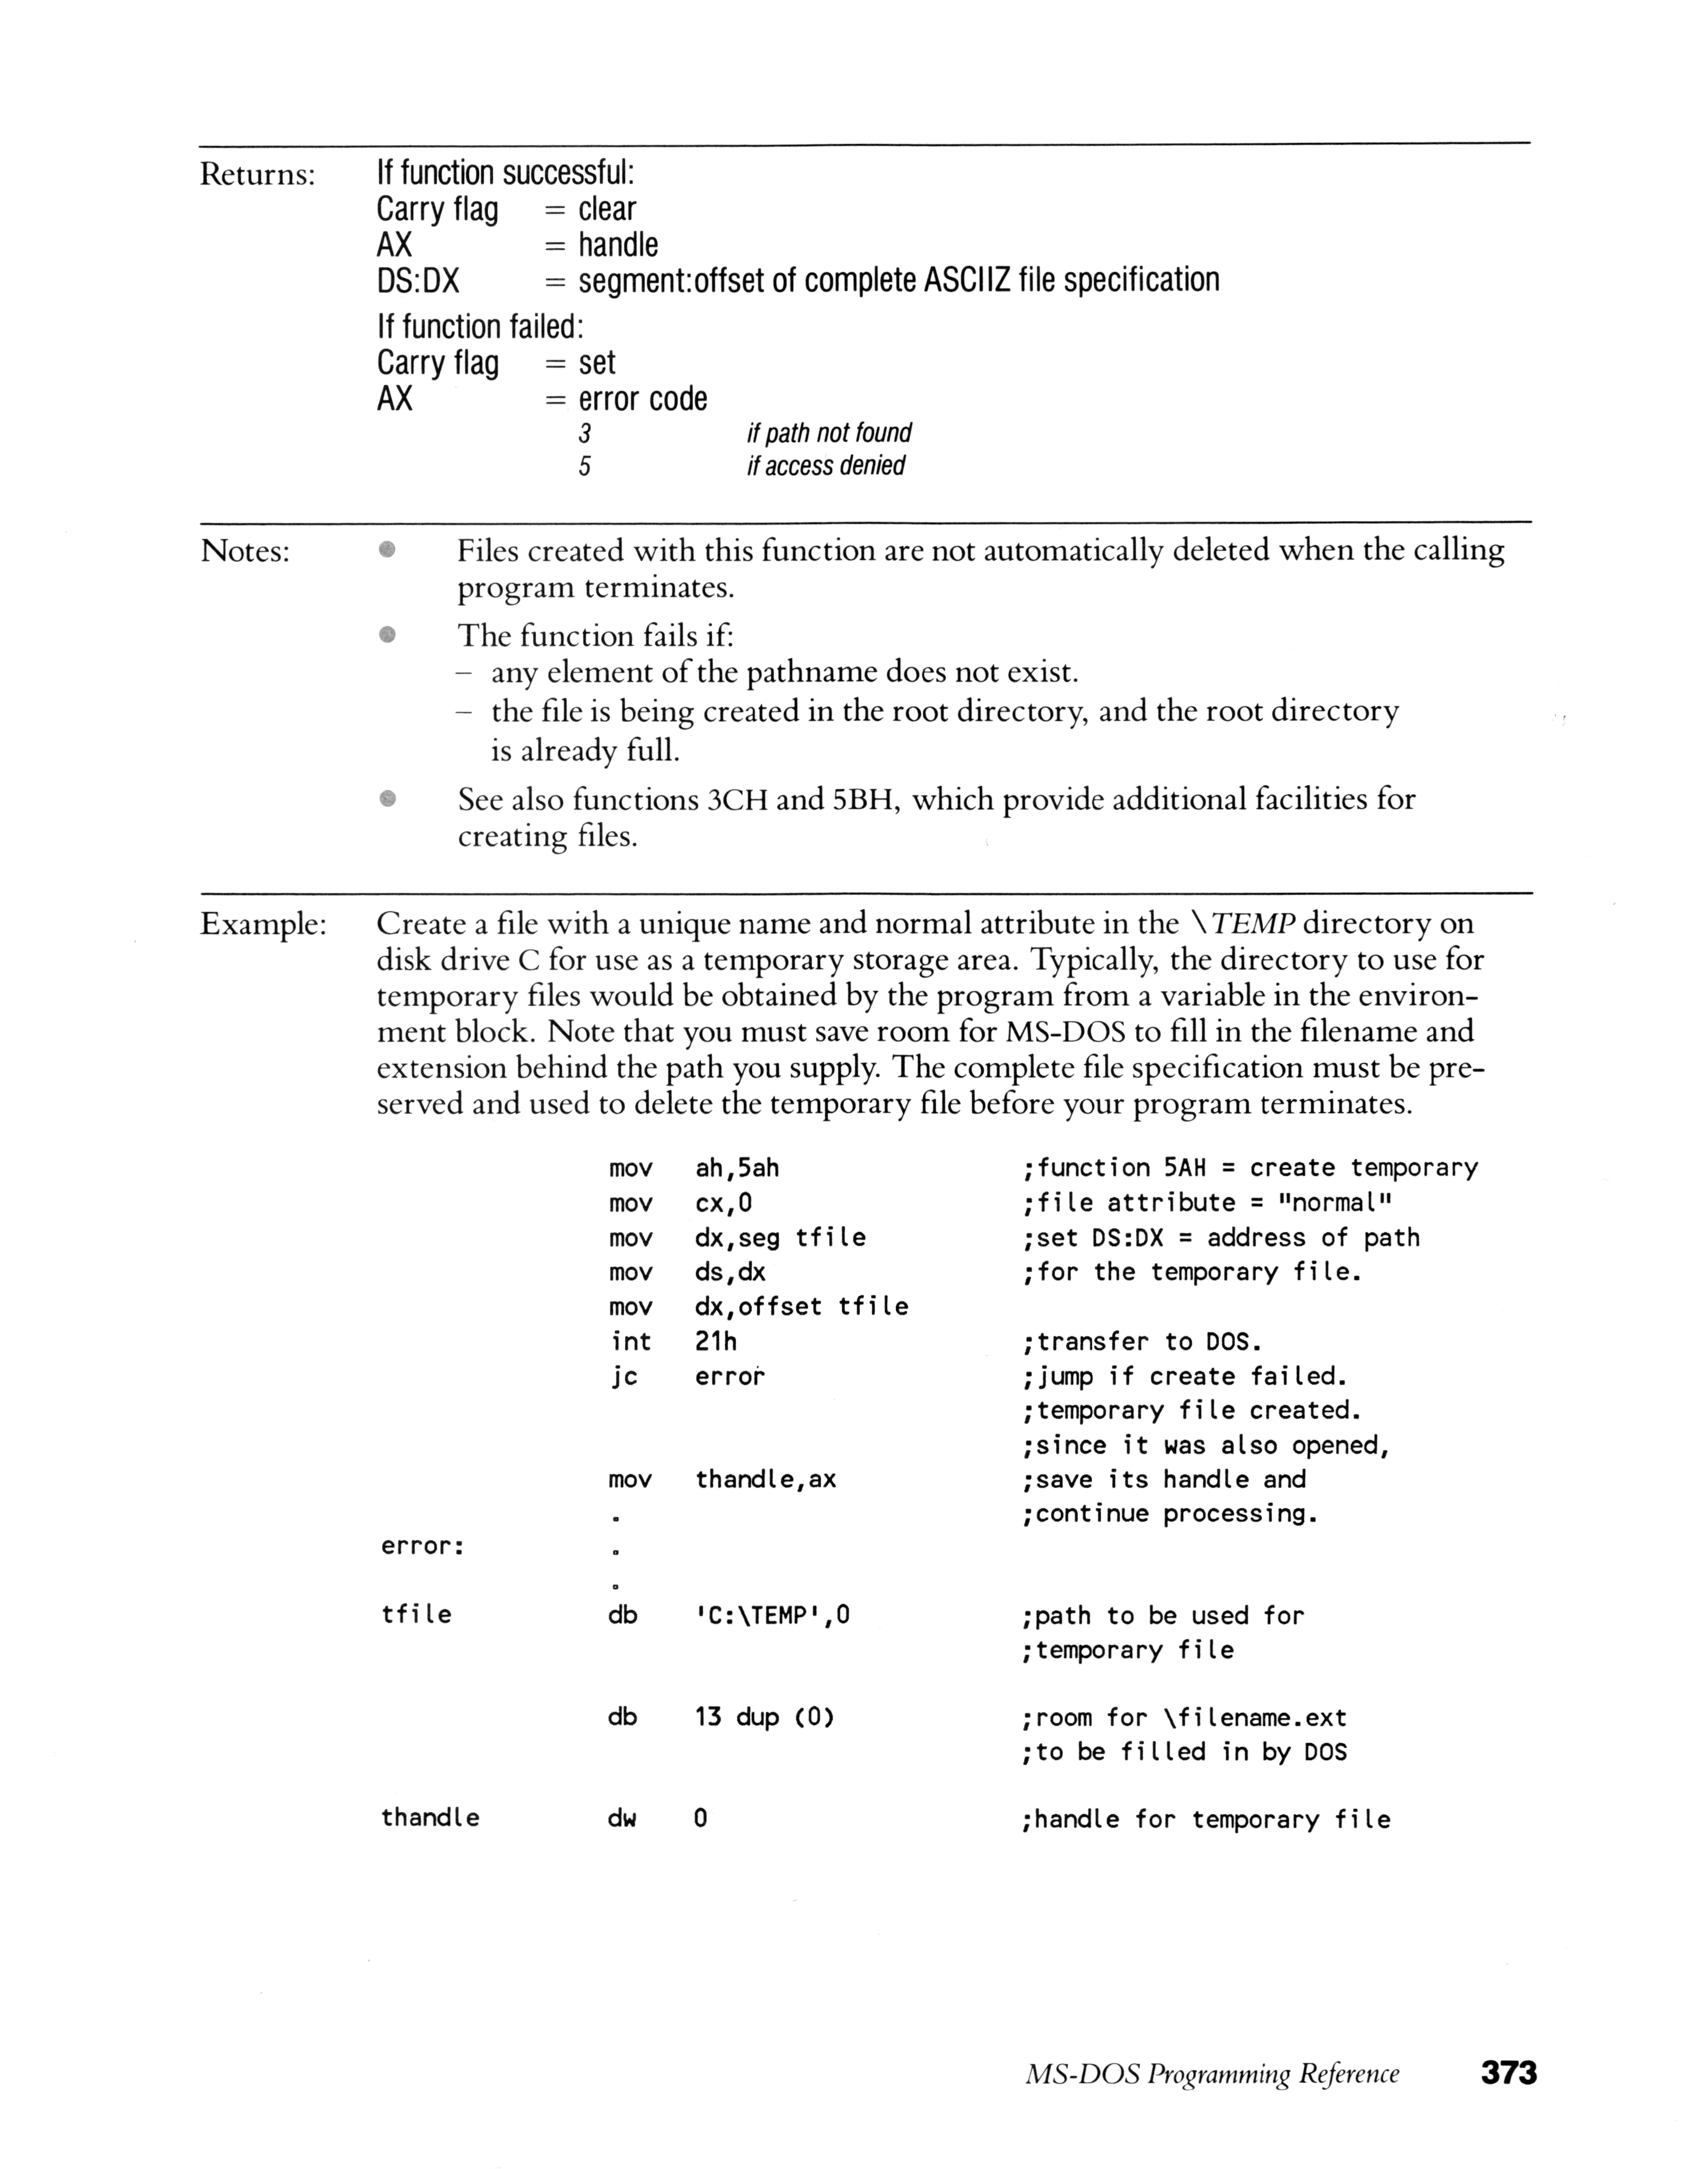 Returns: If function successful:
Carry flag = clear
AX = handle
DS:DX = segment:offset of complete ASCIIZ file specification
If function failed:
Carry flag = set
AX = error code
3 if path not found
5 if access denied
Notes: • Files created with this function are not automatically deleted when the calling
program terminates.
• The function fails if:
– any element of the pathname does not exist.
– the file is being created in the root directory, and the root directory
is already full.
• See also functions 3CH and 5BH, which provide additional facilities for
creating files.
Example: Create a file with a unique name and normal attribute in the \TEMP directory on
disk drive C for use as a temporary storage area. Typically, the directory to use for
temporary files would be obtained by the program from a variable in the environ-
ment block. Note that you must save room for MS-DOS to fill in the filename and
extension behind the path you supply. The complete file specification must be pre-
served and used to delete the temporary file before your program terminates.
mov ah,5ah ;function 5AH = create temporary
mov cx,0 ;file attribute = "normal"
mov dx,seg tfile ;set DS:DX = address of path
mov ds,dx ;for the temporary file.
mov dx,offset tfile
int 21h ;transfer to DOS.
jc error ;jump if create failed.
;temporary file created.
;since it was also opened,
mov thandle,ax ;save its handle and
. ;continue processing.
error: .
.
tfile db 'C:\TEMP',0 ;path to be used for
;temporary file
db 13 dup (0) ;room for \filename.ext
;to be filled in by DOS
thandle dw 0 ;handle for temporary file
MS-DOS Programming Reference 373